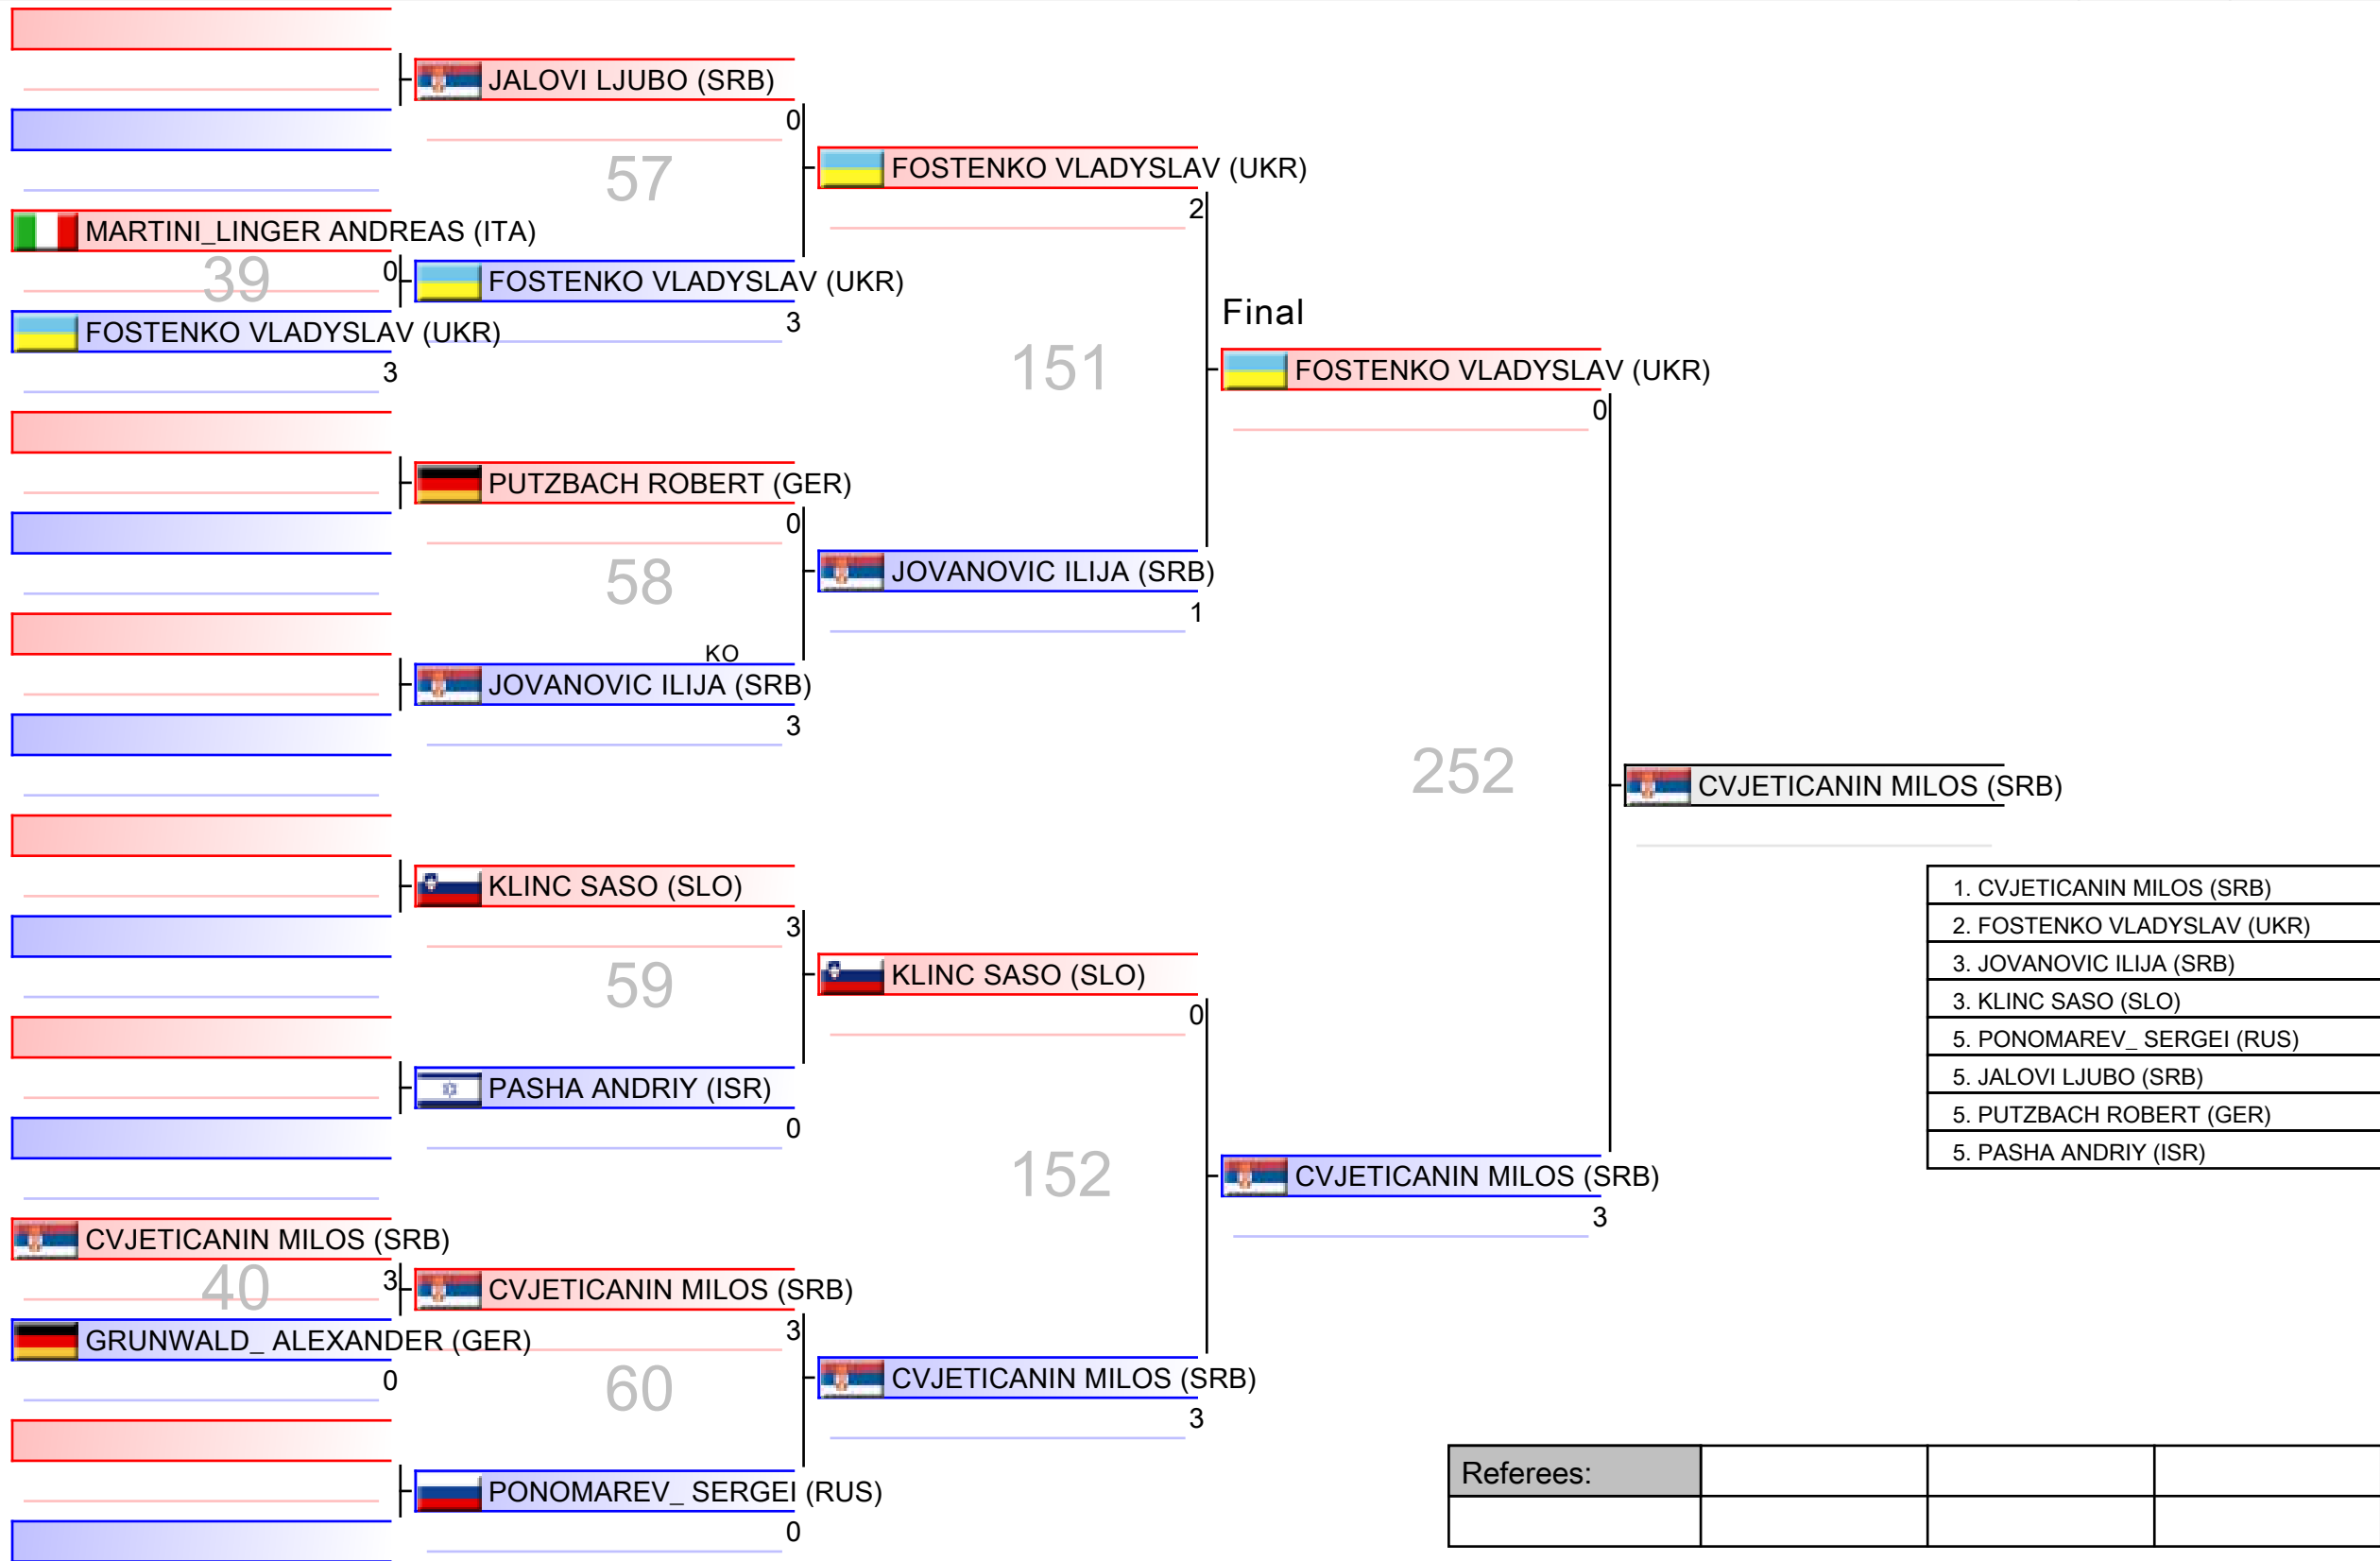 JALOVI LJUBO (SRB)
0
57
FOSTENKO VLADYSLAV (UKR)
2
MARTINI_LINGER ANDREAS (ITA)
39
0
FOSTENKO VLADYSLAV (UKR)
3
FOSTENKO VLADYSLAV (UKR)
3
151
Final
FOSTENKO VLADYSLAV (UKR)
0
PUTZBACH ROBERT (GER)
0
58
JOVANOVIC ILIJA (SRB)
1
KO
JOVANOVIC ILIJA (SRB)
3
252
CVJETICANIN MILOS (SRB)
KLINC SASO (SLO)
3
59
KLINC SASO (SLO)
0
PASHA ANDRIY (ISR)
0
152
CVJETICANIN MILOS (SRB)
3
1. CVJETICANIN MILOS (SRB)
2. FOSTENKO VLADYSLAV (UKR)
3. JOVANOVIC ILIJA (SRB)
3. KLINC SASO (SLO)
5. PONOMAREV_ SERGEI (RUS)
5. JALOVI LJUBO (SRB)
5. PUTZBACH ROBERT (GER)
5. PASHA ANDRIY (ISR)
CVJETICANIN MILOS (SRB)
40
3
CVJETICANIN MILOS (SRB)
3
GRUNWALD_ ALEXANDER (GER)
0
60
CVJETICANIN MILOS (SRB)
3
PONOMAREV_ SERGEI (RUS)
0
Referees: